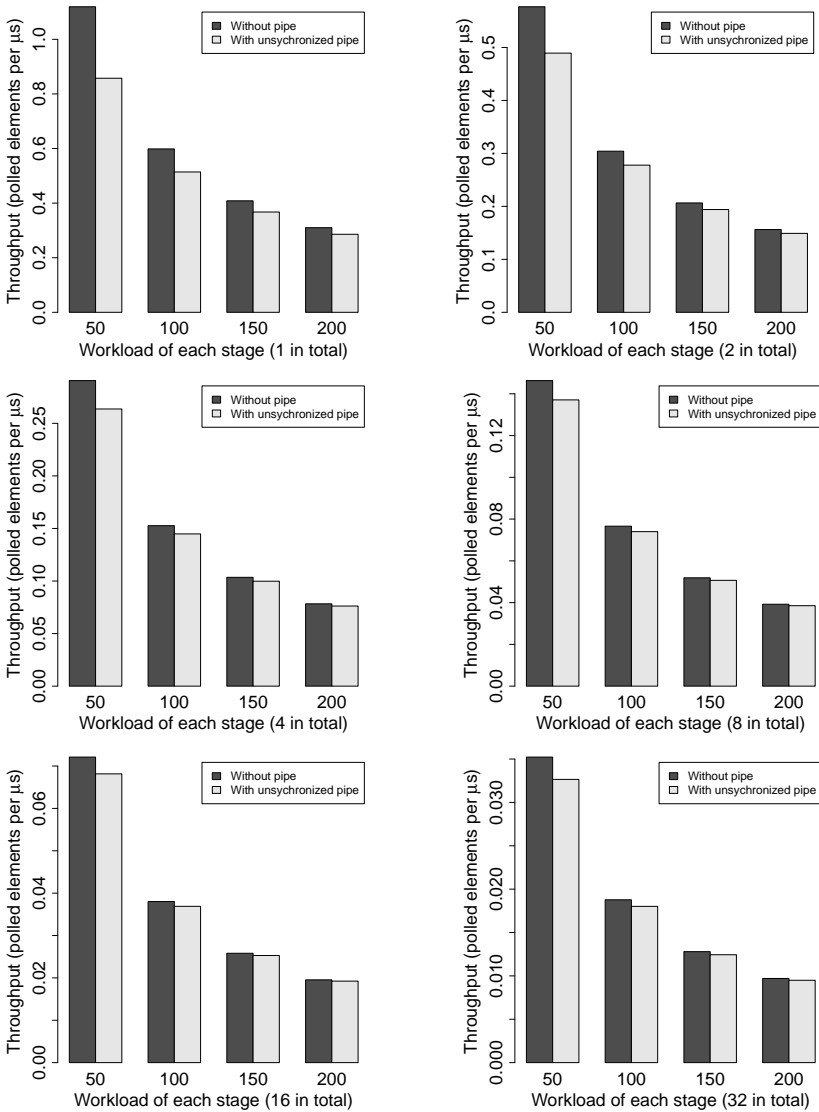 Throughput (polled elements per μs)
0.0
0.2
0.4
0.6
0.8
1.0
Without pipe
With unsychronized pipe
50
100
150
200
Workload of each stage (1 in total)
Throughput (polled elements per μs)
0.0
0.1
0.2
0.3
0.4
0.5
Without pipe
With unsychronized pipe
50
100
150
200
Workload of each stage (2 in total)
Throughput (polled elements per μs)
0.00
0.05
0.10
0.15
0.25
Without pipe
With unsychronized pipe
50
100
150
200
Workload of each stage (4 in total)
Throughput (polled elements per μs)
0.00
0.04
0.08
0.12
Without pipe
With unsychronized pipe
50
100
150
200
Workload of each stage (8 in total)
Throughput (polled elements per μs)
0.00
0.02
0.04
0.06
Without pipe
With unsychronized pipe
50
100
150
200
Workload of each stage (16 in total)
Throughput (polled elements per μs)
0.000
0.010
0.020
0.030
Without pipe
With unsychronized pipe
50
100
150
200
Workload of each stage (32 in total)